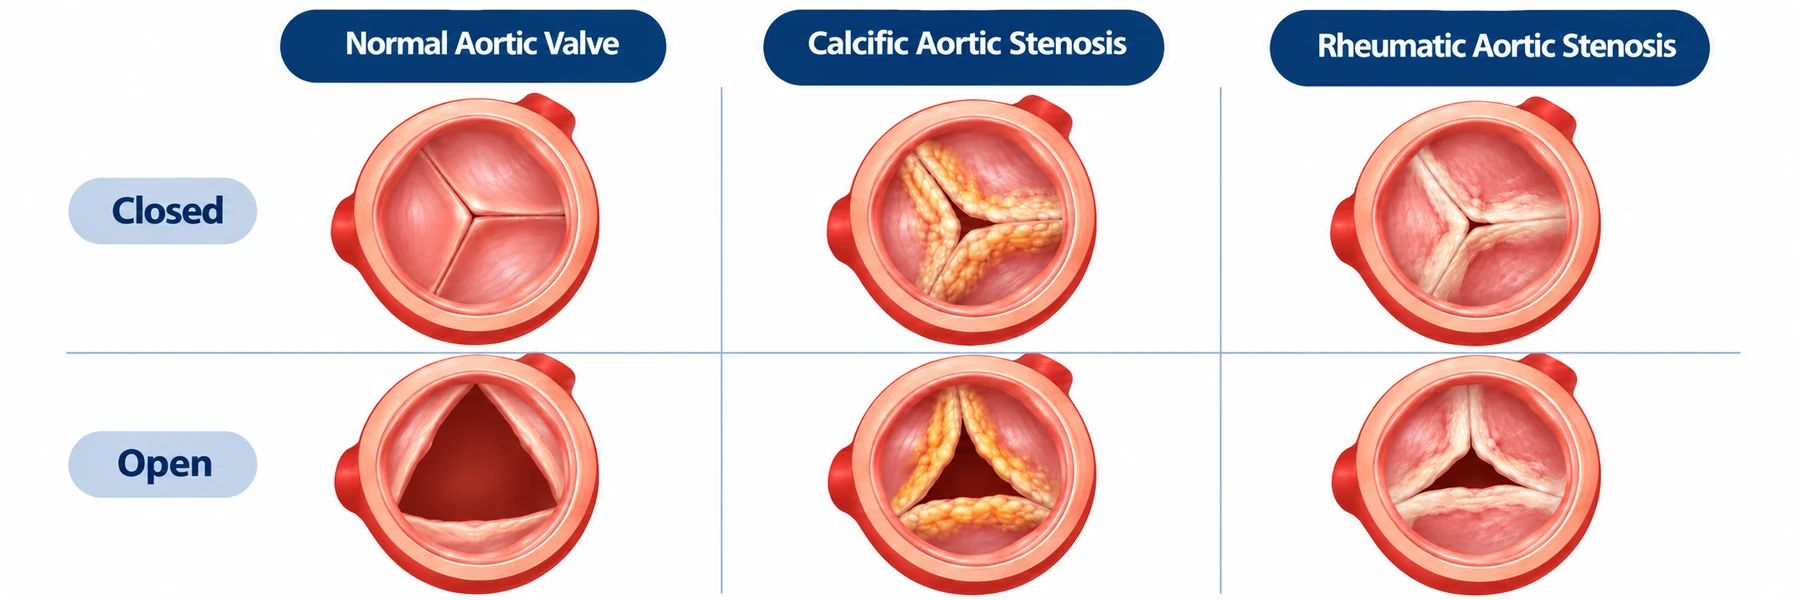 Normal Aortic Valve
Calcific Aortic Stenosis
Rheumatic Aortic Stenosis
Closed
Open